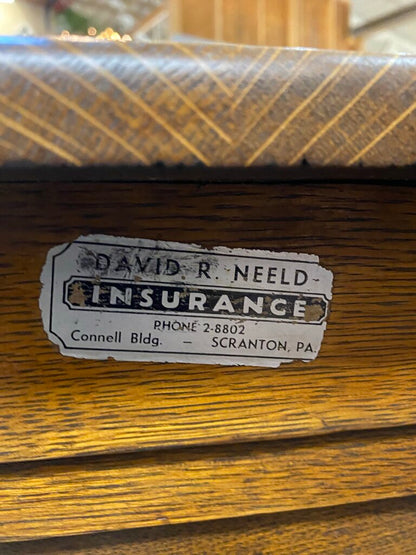 DAVID R. NEELD
INSURANCE
PHONE 2-8802
Connell Bldg. — SCRANTON, PA.